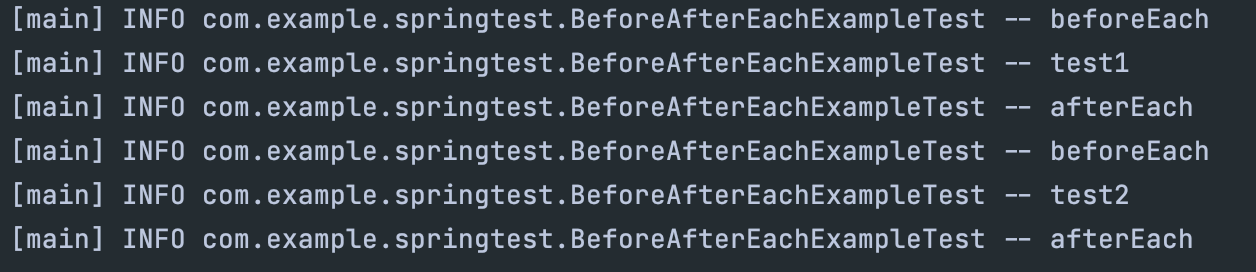 [main] INFO com.example.springtest.BeforeAfterEachExampleTest -- beforeEach
[main] INFO com.example.springtest.BeforeAfterEachExampleTest -- test1
[main] INFO com.example.springtest.BeforeAfterEachExampleTest -- afterEach
[main] INFO com.example.springtest.BeforeAfterEachExampleTest -- beforeEach
[main] INFO com.example.springtest.BeforeAfterEachExampleTest -- test2
[main] INFO com.example.springtest.BeforeAfterEachExampleTest -- afterEach